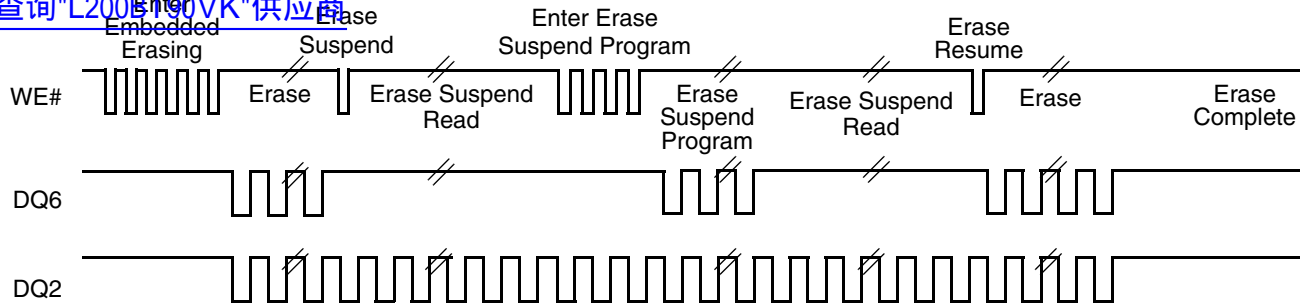 查询"L200BT90VK"供应商
Enter
Embedded
Erasing
Erase
Suspend
Enter Erase
Suspend Program
Erase
Resume
WE#
Erase
Erase Suspend
Read
Erase
Suspend
Program
Erase Suspend
Read
Erase
Erase
Complete
DQ6
DQ2